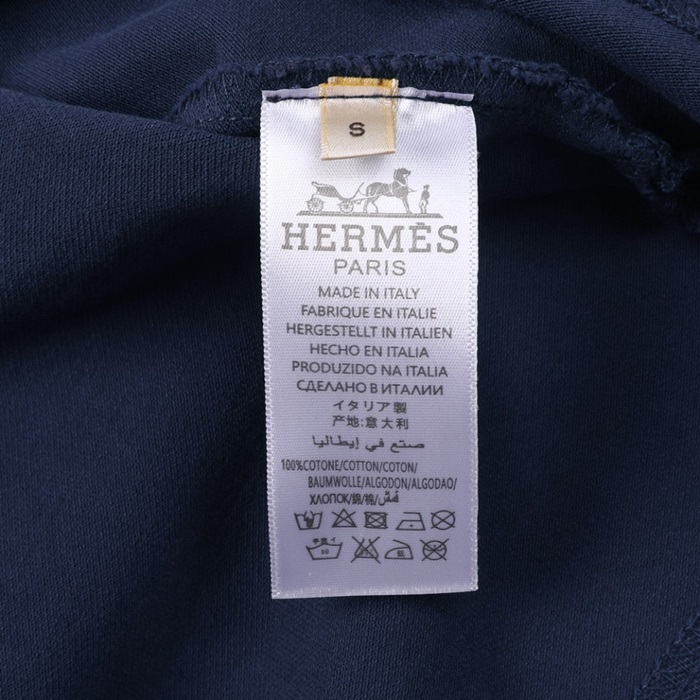 S
HERMÈS
PARIS
MADE IN ITALY
FABRIQUE EN ITALIE
HERGESTELLT IN ITALIEN
HECHO EN ITALIA
PRODUZIDO NA ITALIA
СДЕЛАНО В ИТАЛИИ
イタリア製
产地:意大利
صنع في إيطاليا
100%COTONE/COTTON/COTON/
BAUMWOLLE/ALGODON/ALGODAO/
ХЛОПОК/綿/棉/